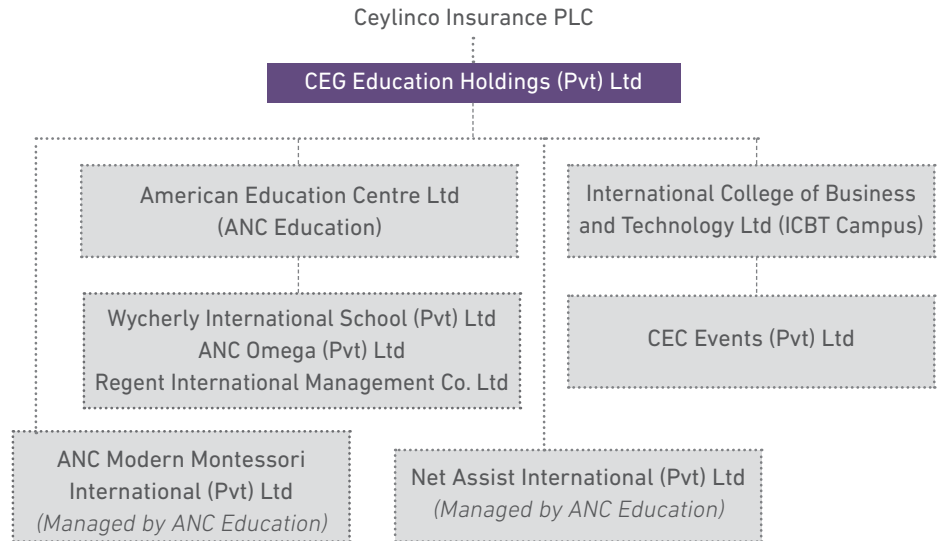 Ceylinco Insurance PLC
CEG Education Holdings (Pvt) Ltd
American Education Centre Ltd
(ANC Education)
International College of Business
and Technology Ltd (ICBT Campus)
Wycherly International School (Pvt) Ltd
ANC Omega (Pvt) Ltd
Regent International Management Co. Ltd
CEC Events (Pvt) Ltd
ANC Modern Montessori
International (Pvt) Ltd
(Managed by ANC Education)
Net Assist International (Pvt) Ltd
(Managed by ANC Education)